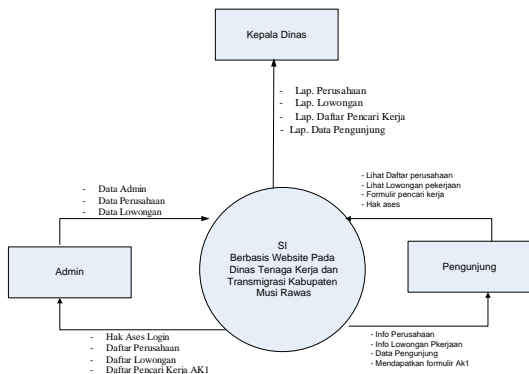 Kepala Dinas
- Lap. Perusahaan
- Lap. Lowongan
- Lap. Daftar Pencari Kerja
- Lap. Data Pengunjung
- Data Admin
- Data Perusahaan
- Data Lowongan
- Lihat Daftar perusahaan
- Lihat Lowongan pekerjaan
- Formulir pencari kerja
- Hak ases
SI
Berbasis Website Pada
Dinas Tenaga Kerja dan
Transmigrasi Kabupaten
Musi Rawas
Admin
Pengunjung
- Hak Ases Login
- Daftar Perusahaan
- Daftar Lowongan
- Daftar Pencari Kerja AK1
- Info Perusahaan
- Info Lowongan Pkerjaan
- Data Pengunjung
- Mendapatkan formulir Ak1